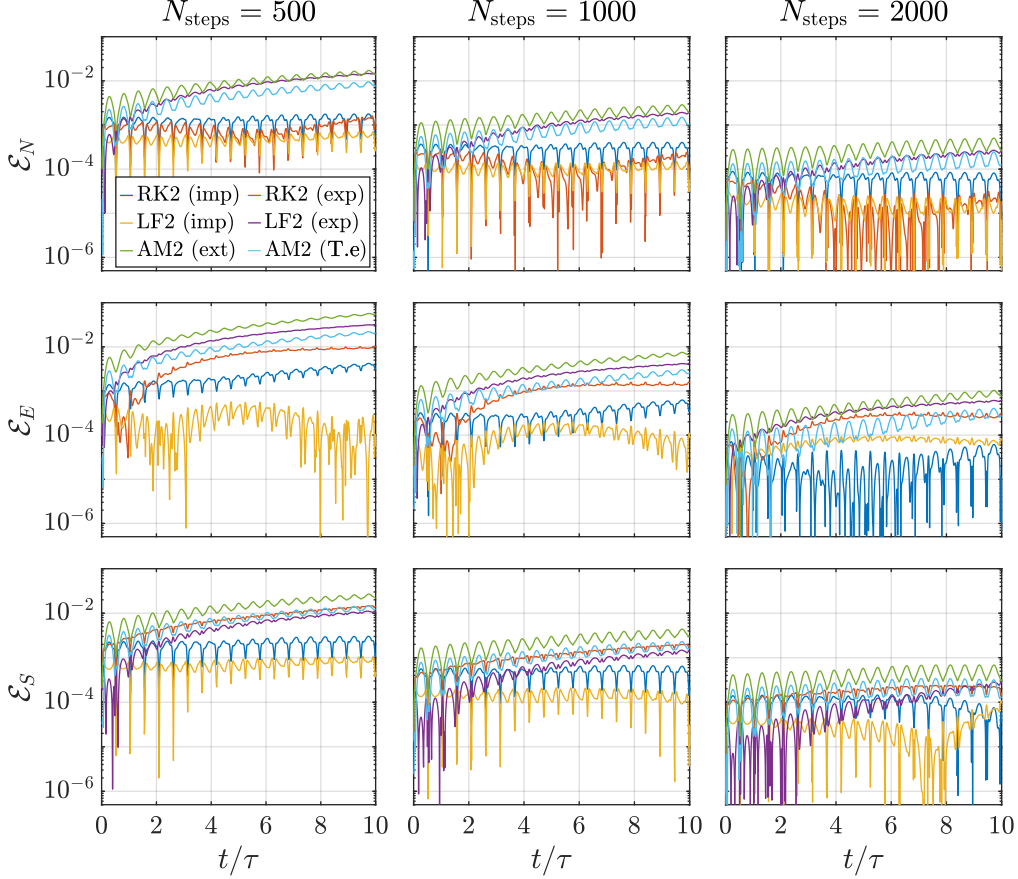 N_steps = 500 N_steps = 1000 N_steps = 2000
ℰ_N
10^−2
10^−4
10^−6
RK2 (imp) RK2 (exp)
LF2 (imp) LF2 (exp)
AM2 (ext) AM2 (T.e)
ℰ_E
10^−2
10^−4
10^−6
ℰ_S
10^−2
10^−4
10^−6
0 2 4 6 8 10 0 2 4 6 8 10 0 2 4 6 8 10
t/τ t/τ t/τ